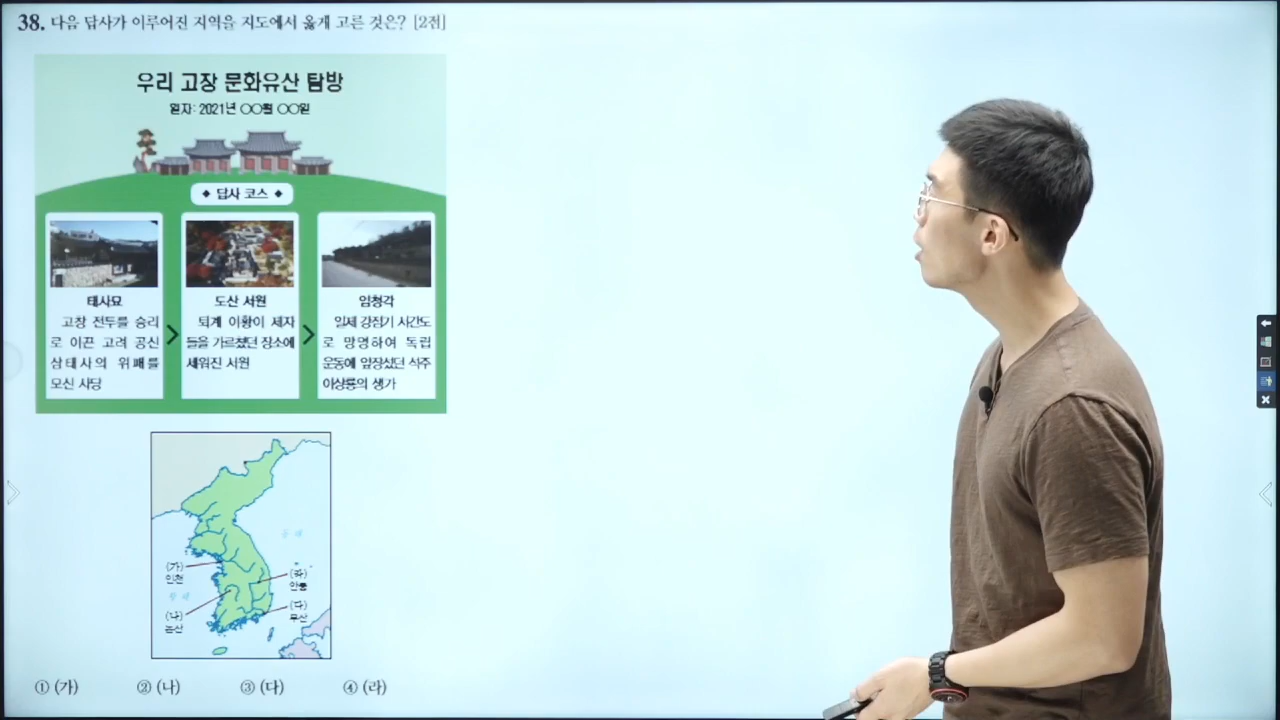 38. 다음 답사가 이루어진 지역을 지도에서 옳게 고른 것은? [2점]
우리 고장 문화유산 탐방
일자: 2021년 ○○월 ○○일
◆ 답사 코스 ◆
태사묘
고창 전투를 승리
로 이끈 고려 공신
삼태사의 위패를
모신 사당
도산 서원
퇴계 이황이 제자
들을 가르쳤던 장소에
세워진 서원
임청각
일제 강점기 서간도
로 망명하여 독립
운동에 앞장섰던 석주
이상룡의 생가
동해
(가)
인천
(라)
안동
황해
(다)
부산
(나)
① (가)
② (나)
③ (다)
④ (라)